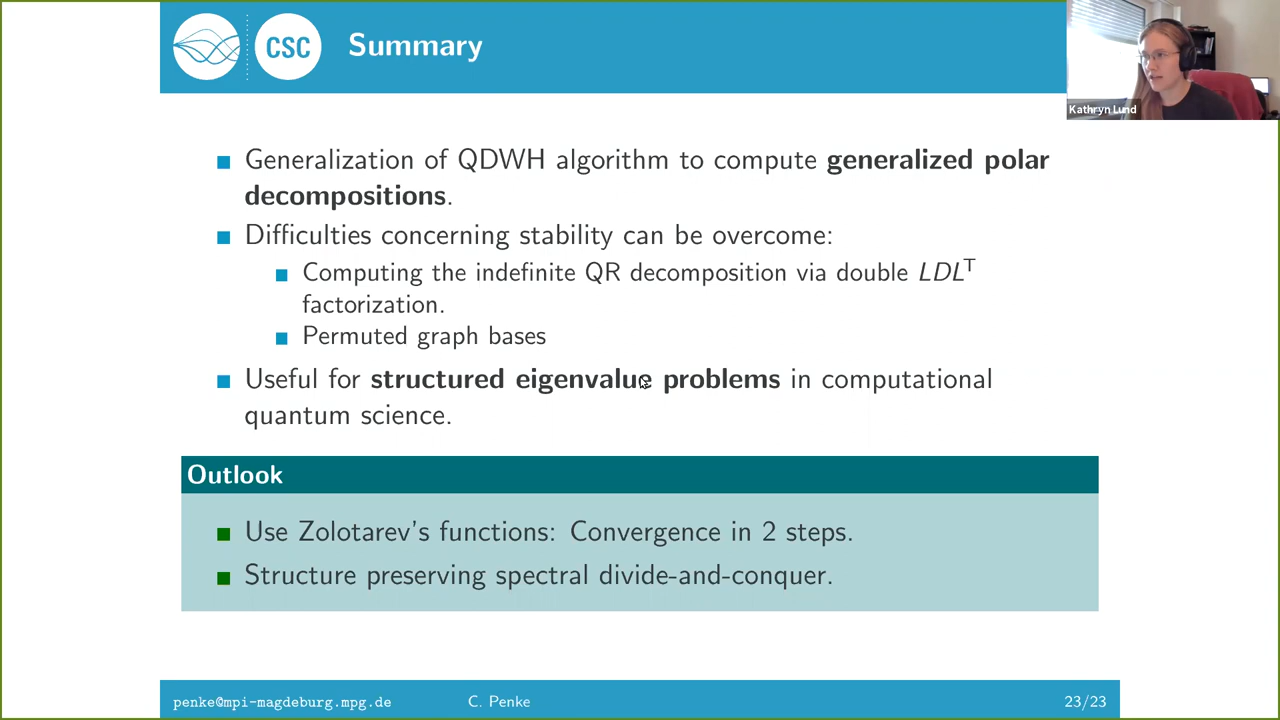 CSC
Summary
Kathryn Lund
■ Generalization of QDWH algorithm to compute generalized polar
decompositions.
■ Difficulties concerning stability can be overcome:
■ Computing the indefinite QR decomposition via double LDLᵀ
factorization.
■ Permuted graph bases
■ Useful for structured eigenvalue problems in computational
quantum science.
Outlook
■ Use Zolotarev's functions: Convergence in 2 steps.
■ Structure preserving spectral divide-and-conquer.
penke@mpi-magdeburg.mpg.de C. Penke 23/23